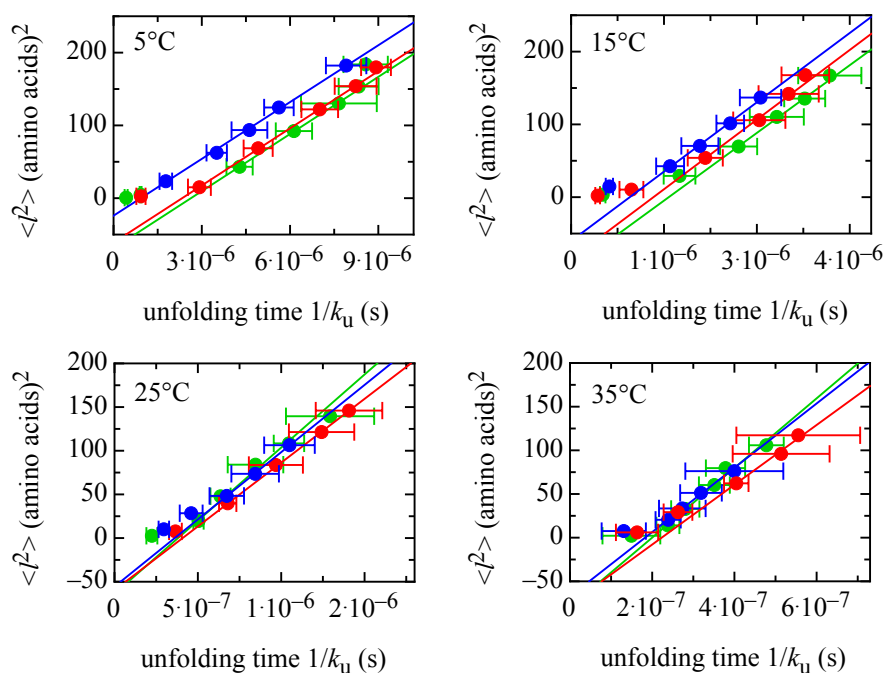 5°C
<l²> (amino acids)²
200
100
0
0
3·10⁻⁶
6·10⁻⁶
9·10⁻⁶
unfolding time 1/kᵤ (s)
15°C
<l²> (amino acids)²
200
100
0
0
1·10⁻⁶
3·10⁻⁶
4·10⁻⁶
unfolding time 1/kᵤ (s)
25°C
<l²> (amino acids)²
200
150
100
50
0
−50
0
5·10⁻⁷
1·10⁻⁶
2·10⁻⁶
unfolding time 1/kᵤ (s)
35°C
<l²> (amino acids)²
200
150
100
50
0
−50
0
2·10⁻⁷
4·10⁻⁷
6·10⁻⁷
unfolding time 1/kᵤ (s)